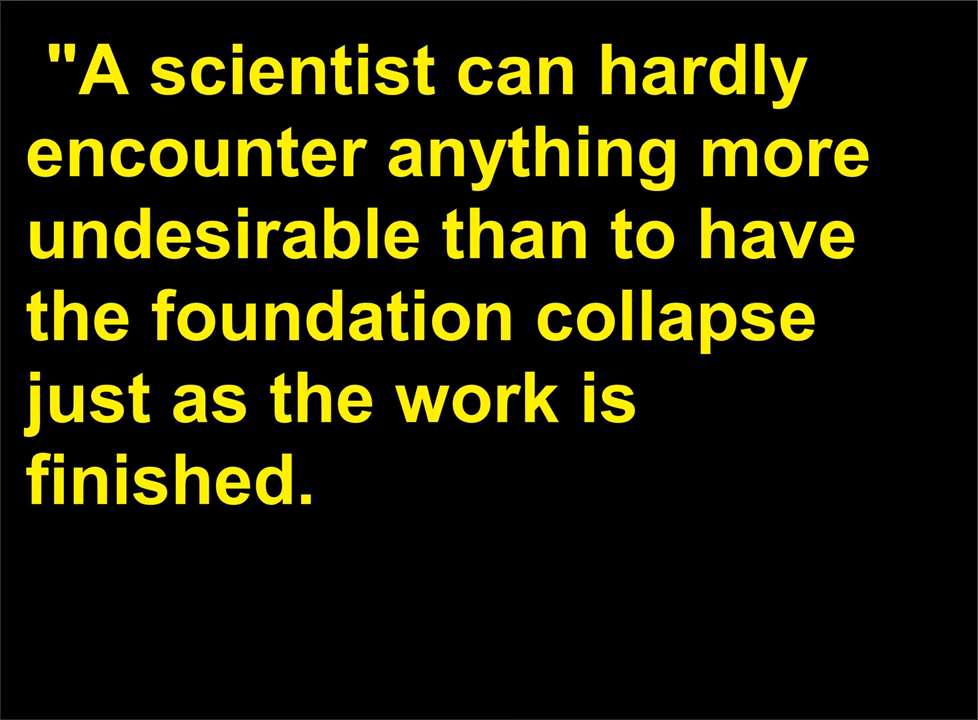 "A scientist can hardly
encounter anything more
undesirable than to have
the foundation collapse
just as the work is
finished.